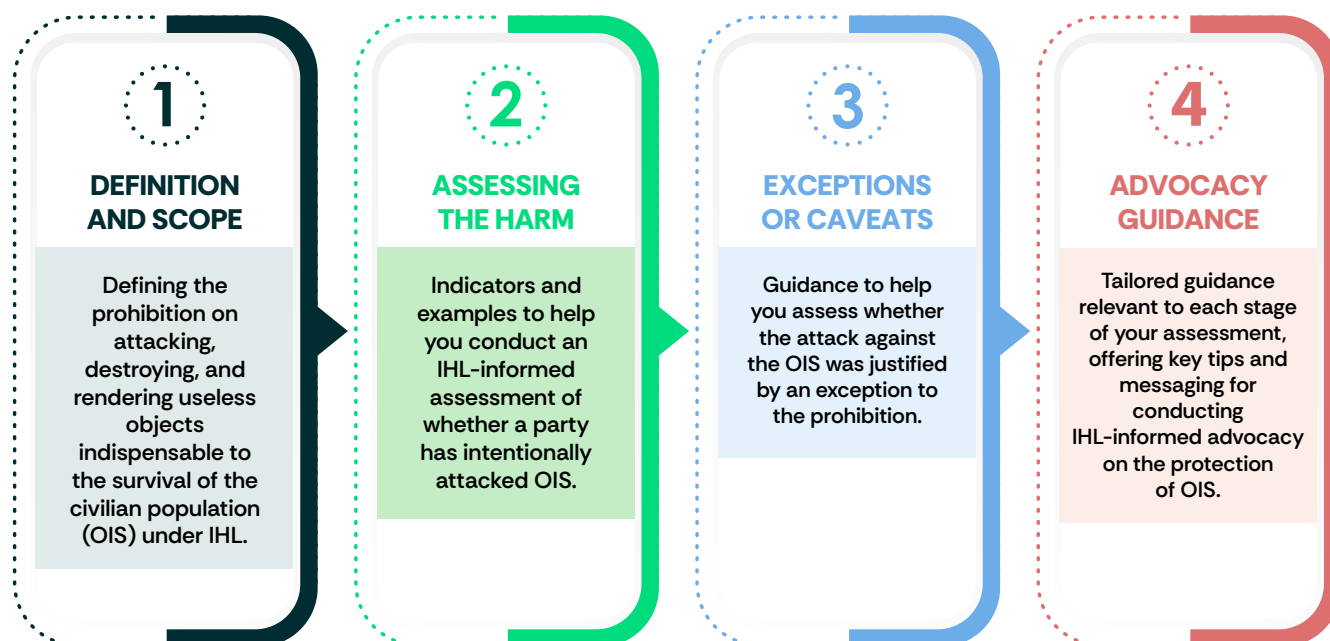 1
DEFINITION
AND SCOPE
Defining the
prohibition on
attacking,
destroying, and
rendering useless
objects
indispensable to
the survival of the
civilian population
(OIS) under IHL.
2
ASSESSING
THE HARM
Indicators and
examples to help
you conduct an
IHL-informed
assessment of
whether a party
has intentionally
attacked OIS.
3
EXCEPTIONS
OR CAVEATS
Guidance to help
you assess whether
the attack against
the OIS was justified
by an exception to
the prohibition.
4
ADVOCACY
GUIDANCE
Tailored guidance
relevant to each stage
of your assessment,
offering key tips and
messaging for
conducting
IHL-informed advocacy
on the protection
of OIS.